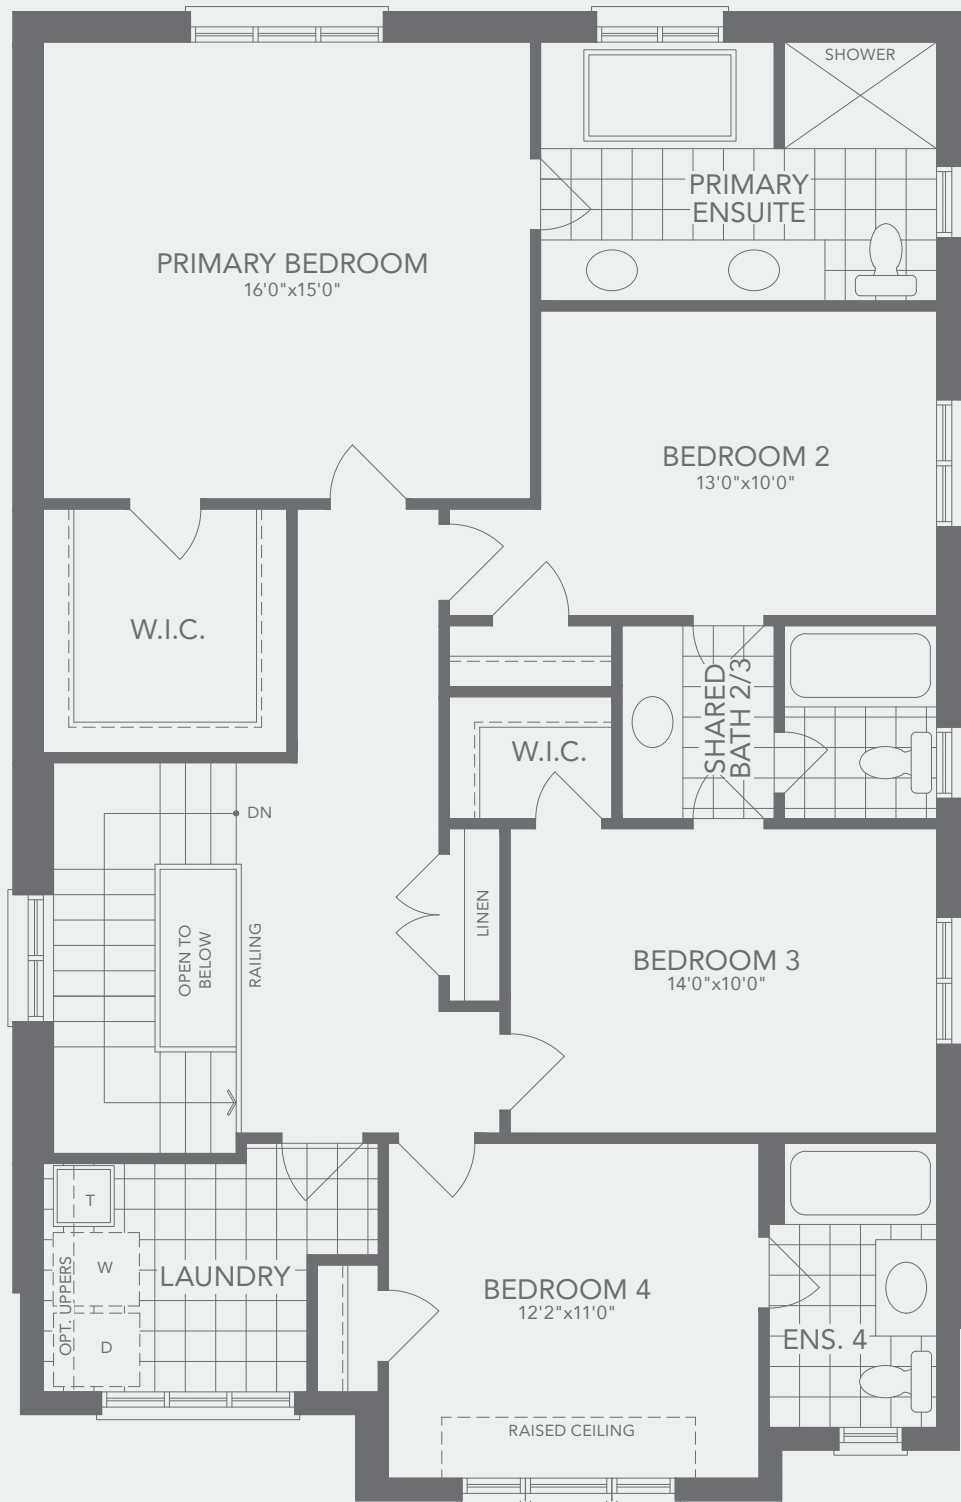 SHOWER
PRIMARY
ENSUITE
PRIMARY BEDROOM
16'0"x15'0"
BEDROOM 2
13'0"x10'0"
W.I.C.
SHARED
BATH 2/3
W.I.C.
DN
LINEN
OPEN TO
BELOW
RAILING
BEDROOM 3
14'0"x10'0"
T
W
OPT. UPPERS
LAUNDRY
D
BEDROOM 4
12'2"x11'0"
ENS. 4
RAISED CEILING